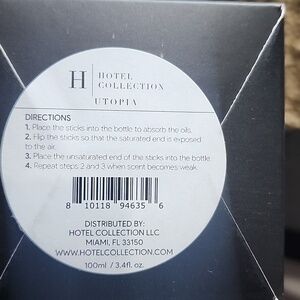 H HOTEL
COLLECTION
UTOPIA
DIRECTIONS
1. Place the sticks into the bottle to absorb the oils.
2. Flip the sticks so that the saturated end is exposed
to the air.
3. Place the unsaturated end of the sticks into the bottle.
4. Repeat steps 2 and 3 when scent becomes weak.
8 10118 94635 6
DISTRIBUTED BY:
HOTEL COLLECTION LLC
MIAMI, FL 33150
WWW.HOTELCOLLECTION.COM
100ml / 3.4fl. oz.